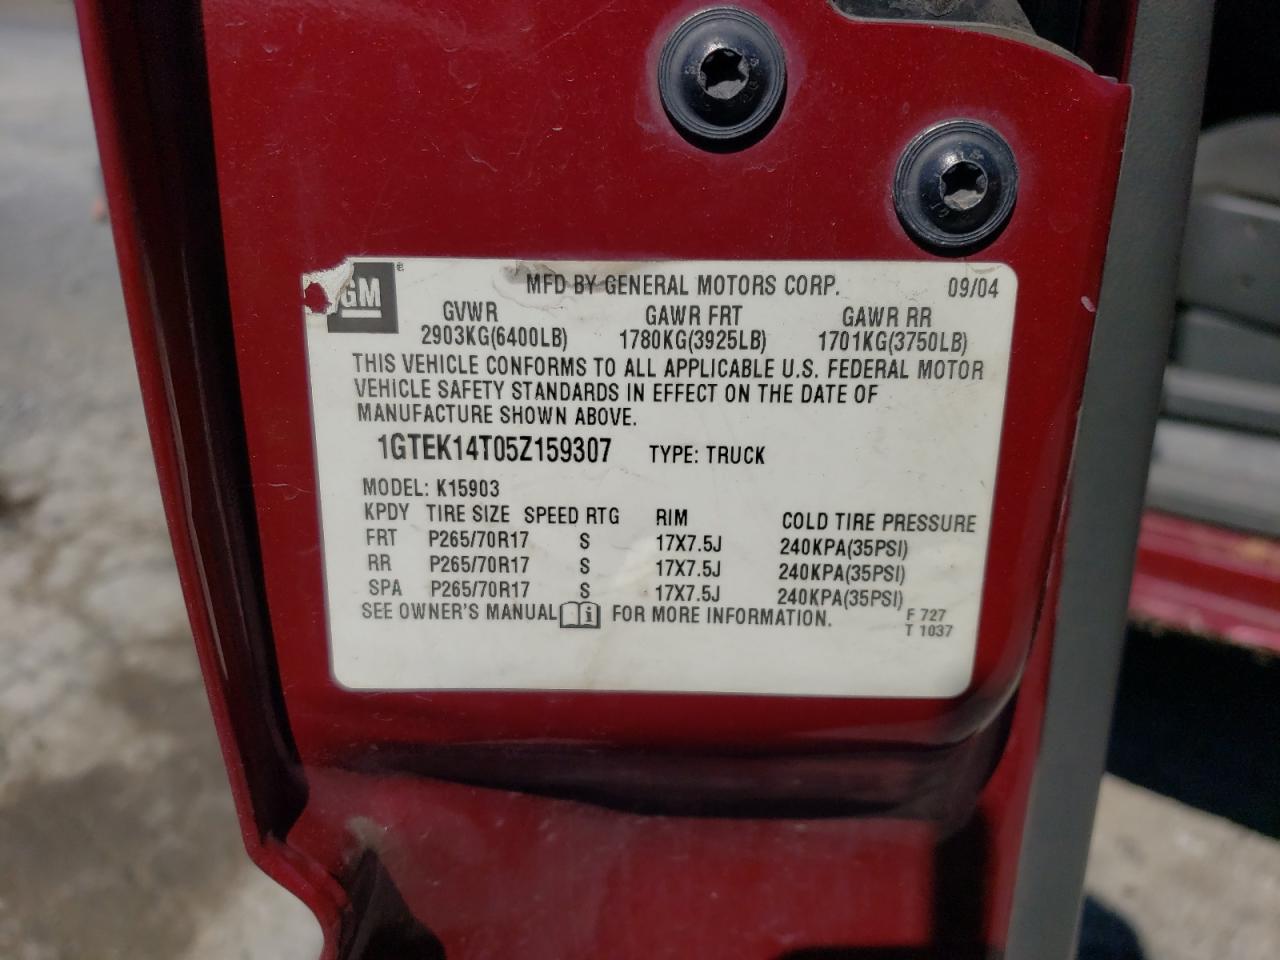 GM
MFD BY GENERAL MOTORS CORP. 09/04
GVWR GAWR FRT GAWR RR
2903KG(6400LB) 1780KG(3925LB) 1701KG(3750LB)
THIS VEHICLE CONFORMS TO ALL APPLICABLE U.S. FEDERAL MOTOR
VEHICLE SAFETY STANDARDS IN EFFECT ON THE DATE OF
MANUFACTURE SHOWN ABOVE.
1GTEK14T05Z159307 TYPE: TRUCK
MODEL: K15903
KPDY TIRE SIZE SPEED RTG RIM COLD TIRE PRESSURE
FRT P265/70R17 S 17X7.5J 240KPA(35PSI)
RR P265/70R17 S 17X7.5J 240KPA(35PSI)
SPA P265/70R17 S 17X7.5J 240KPA(35PSI)
SEE OWNER'S MANUAL i FOR MORE INFORMATION.
F 727
T 1037